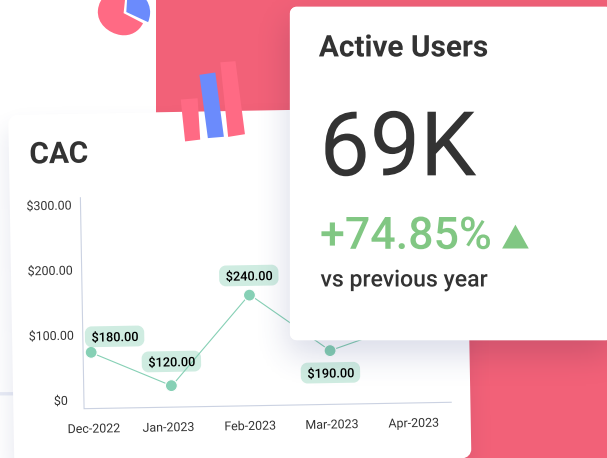 Active Users
69K
+74.85%
vs previous year
CAC
$300.00
$200.00
$100.00
$0
$180.00
$120.00
$240.00
$190.00
Dec-2022 Jan-2023 Feb-2023 Mar-2023 Apr-2023